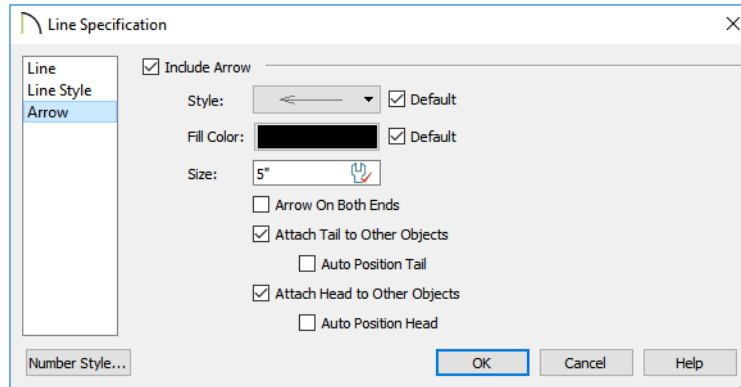 Line Specification
Line
Line Style
Arrow
Include Arrow
Style:
Default
Fill Color:
Default
Size:
5"
Arrow On Both Ends
Attach Tail to Other Objects
Auto Position Tail
Attach Head to Other Objects
Auto Position Head
Number Style...
OK
Cancel
Help